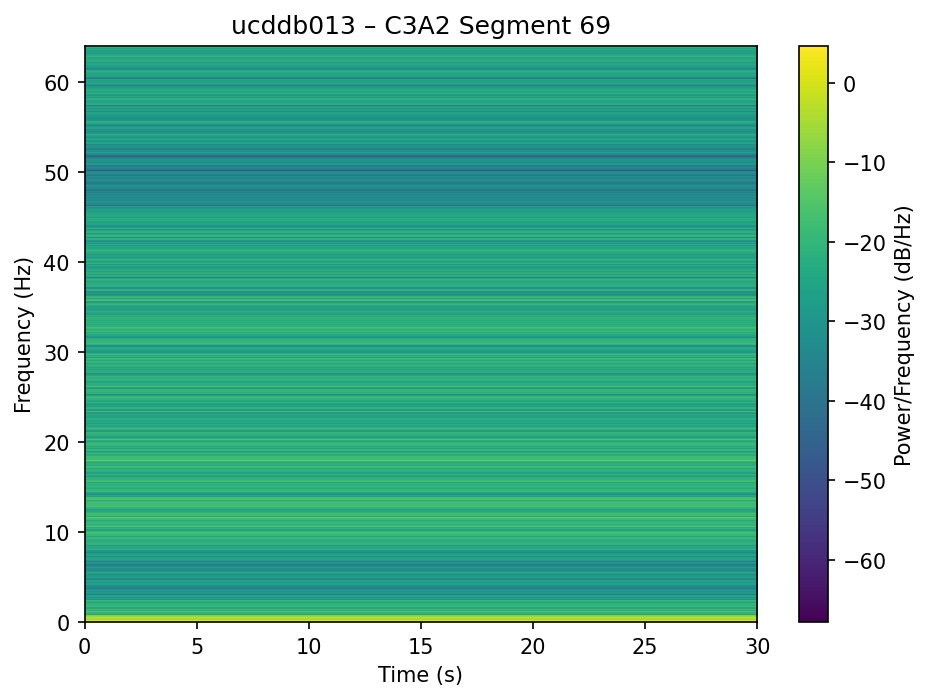 ucddb013 – C3A2 Segment 69
Frequency (Hz)
60
50
40
30
20
10
0
0 5 10 15 20 25 30
Time (s)
0
−10
−20
−30
−40
−50
−60
Power/Frequency (dB/Hz)